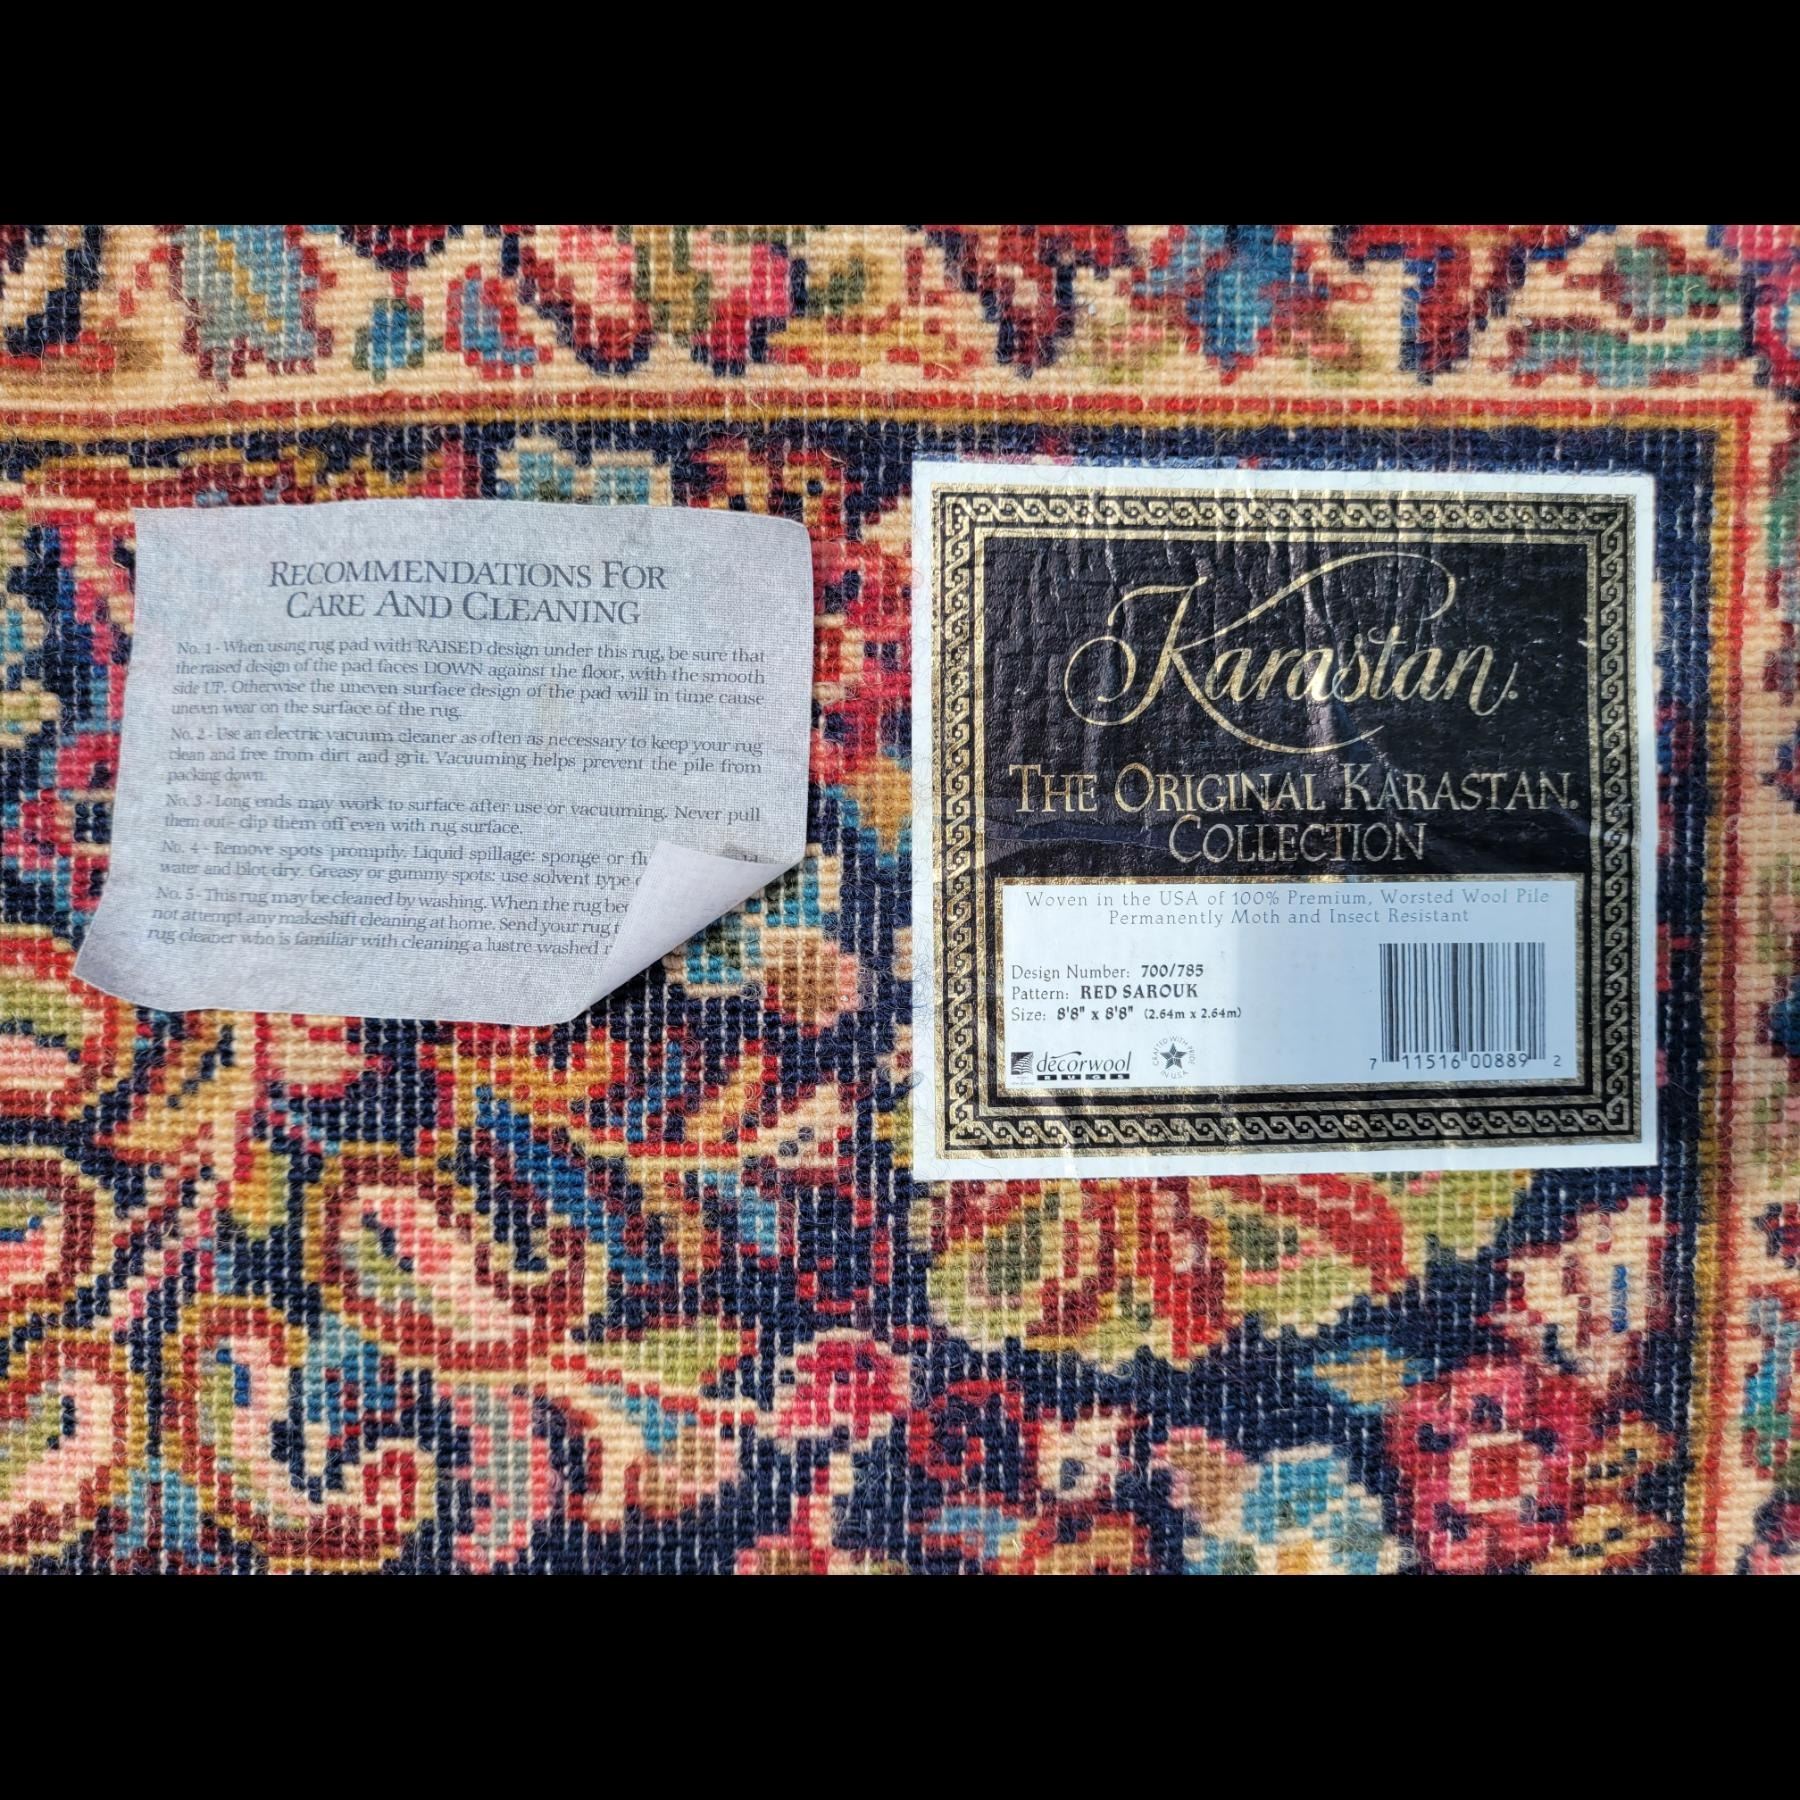 RECOMMENDATIONS FOR
CARE AND CLEANING
No. 1 - When using rug pad with RAISED design under this rug, be sure that
the raised design of the pad faces DOWN against the floor, with the smooth
side UP. Otherwise the uneven surface design of the pad will in time cause
uneven wear on the surface of the rug.
No. 2 - Use an electric vacuum cleaner as often as necessary to keep your rug
clean and free from dirt and grit. Vacuuming helps prevent the pile from
packing down.
No. 3 - Long ends may work to surface after use or vacuuming. Never pull
them out - clip them off even with rug surface.
No. 4 - Remove spots promptly. Liquid spillage: sponge or
water and blot dry. Greasy or gummy spots: use solvent type
No. 5 - This rug may be cleaned by washing. When the rug
not attempt any makeshift cleaning at home. Send your rug
rug cleaner who is familiar with cleaning a lustre washed
Karastan.
THE ORIGINAL KARASTAN.
COLLECTION
Woven in the USA of 100% Premium, Worsted Wool Pile
Permanently Moth and Insect Resistant
Design Number: 700/785
Pattern: RED SAROUK
Size: 8'8" x 8'8" (2.64m x 2.64m)
decorwool
RUGS
CRAFTED WITH PRIDE
IN U.S.A.
7 11516 00889 2